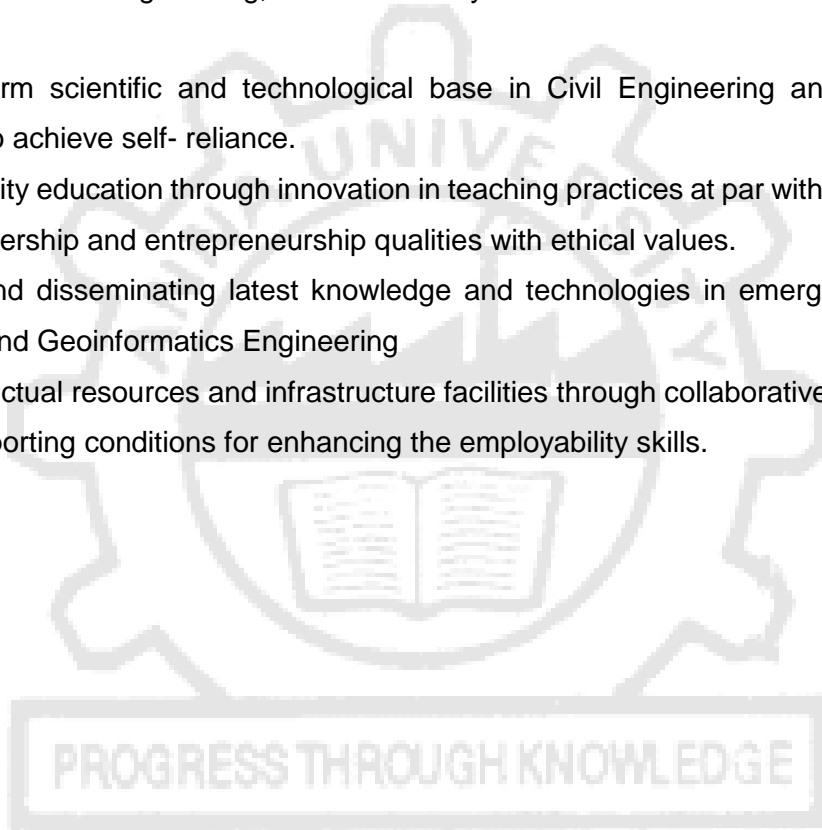 UNIVERSITY
rm scientific and technological base in Civil Engineering an
o achieve self- reliance.
ity education through innovation in teaching practices at par with
ership and entrepreneurship qualities with ethical values.
nd disseminating latest knowledge and technologies in emerg
nd Geoinformatics Engineering
ctual resources and infrastructure facilities through collaborative
orting conditions for enhancing the employability skills.
PROGRESS THROUGH KNOWLEDGE